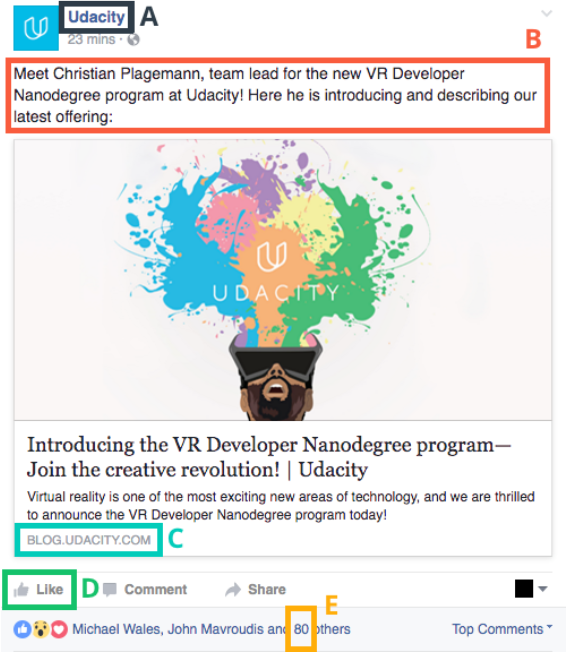 Udacity A
23 mins
B
Meet Christian Plagemann, team lead for the new VR Developer
Nanodegree program at Udacity! Here he is introducing and describing our
latest offering:
UDACITY
Introducing the VR Developer Nanodegree program—
Join the creative revolution! | Udacity
Virtual reality is one of the most exciting new areas of technology, and we are thrilled
to announce the VR Developer Nanodegree program today!
BLOG.UDACITY.COM C
Like D Comment Share
E
Michael Wales, John Mavroudis and 80 others Top Comments